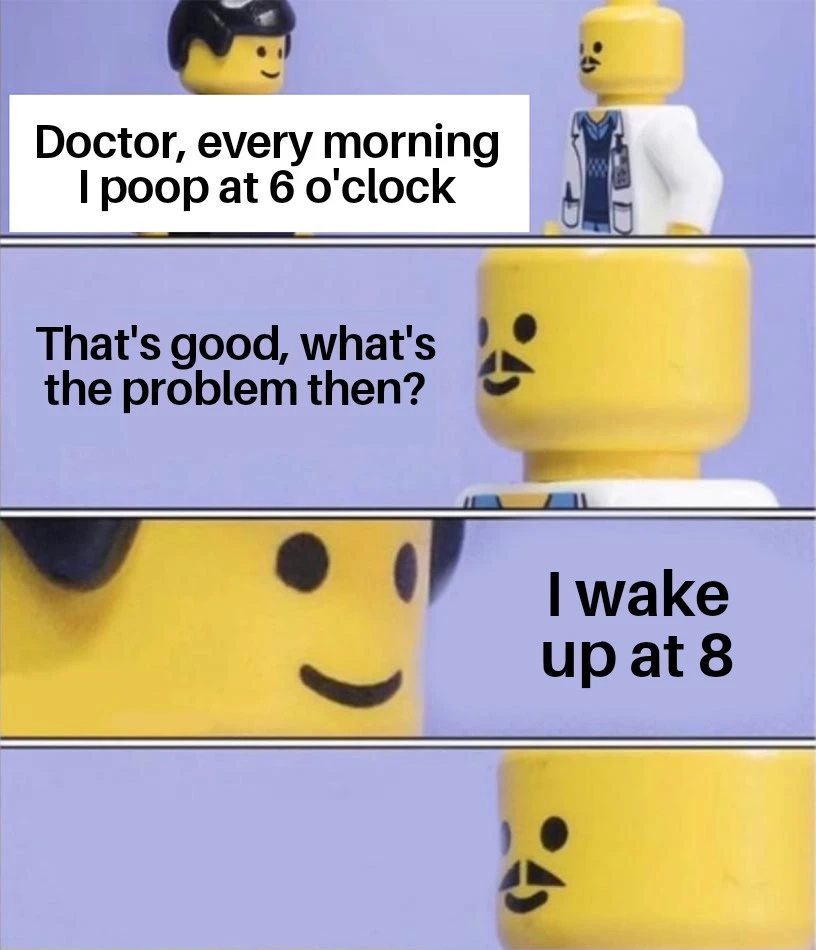 Doctor, every morning
I poop at 6 o'clock
That's good, what's
the problem then?
I wake
up at 8